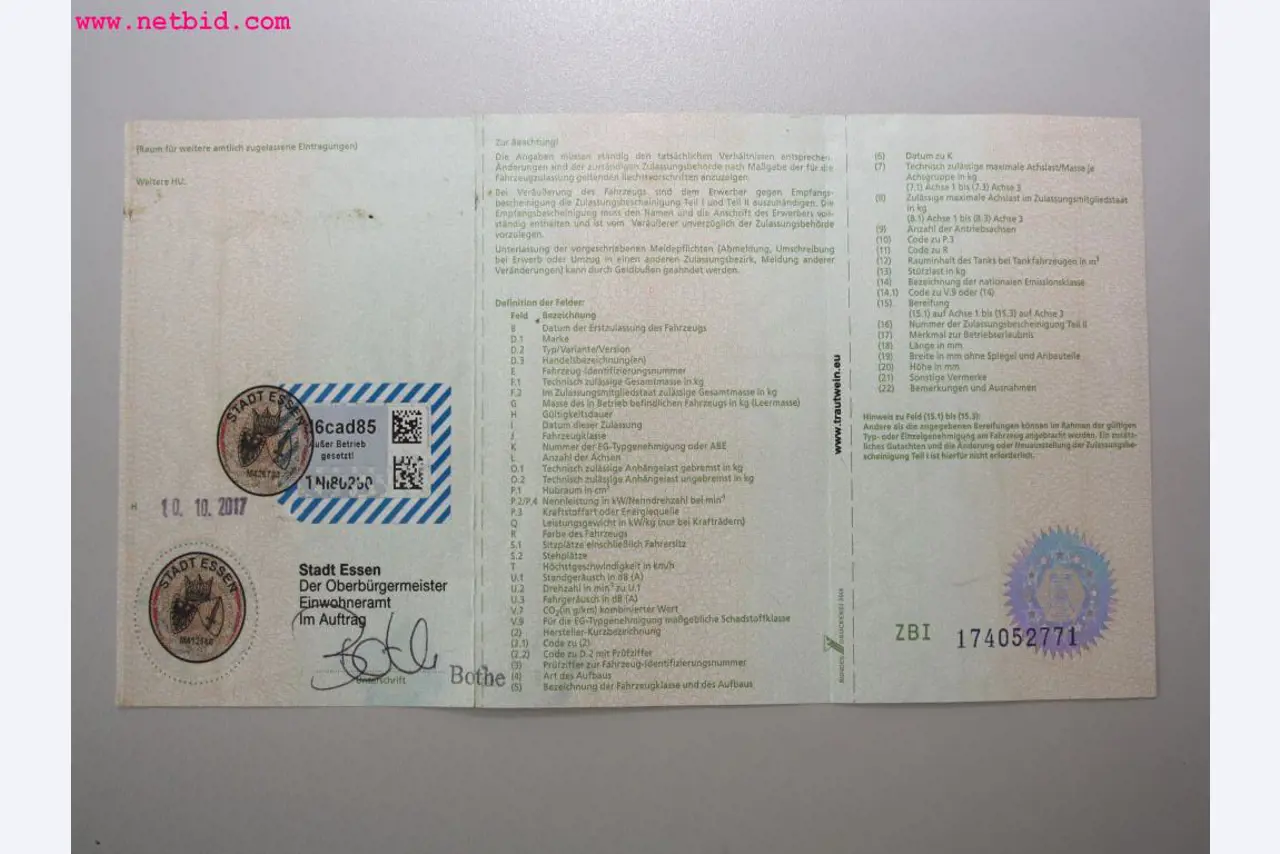 www.netbid.com
(Raum für weitere amtlich zugelassene Eintragungen)
Weitere HU:
STADT ESSEN
6cad85
Außer Betrieb
gesetzt!
H
10. 10. 2017
STADT ESSEN
Stadt Essen
Der Oberbürgermeister
Einwohneramt
Im Auftrag
Unterschrift
Bothe
Zur Beachtung!
Die Angaben müssen ständig den tatsächlichen Verhältnissen entsprechen.
Änderungen sind der zuständigen Zulassungsbehörde nach Maßgabe der für die
Fahrzeugzulassung geltenden Rechtsvorschriften anzuzeigen.
Bei Veräußerung des Fahrzeugs sind dem Erwerber gegen Empfangs-
bescheinigung die Zulassungsbescheinigung Teil I und Teil II auszuhändigen. Die
Empfangsbescheinigung muss den Namen und die Anschrift des Erwerbers voll-
ständig enthalten und ist vom Veräußerer unverzüglich der Zulassungsbehörde
vorzulegen.
Unterlassung der vorgeschriebenen Meldepflichten (Abmeldung, Umschreibung
bei Erwerb oder Umzug in einen anderen Zulassungsbezirk, Meldung anderer
Veränderungen) kann durch Geldbußen geahndet werden.
Definition der Felder:
Feld Bezeichnung
B Datum der Erstzulassung des Fahrzeugs
D.1 Marke
D.2 Typ/Variante/Version
D.3 Handelsbezeichnung(en)
E Fahrzeug-Identifizierungsnummer
F.1 Technisch zulässige Gesamtmasse in kg
F.2 Im Zulassungsmitgliedstaat zulässige Gesamtmasse in kg
G Masse des in Betrieb befindlichen Fahrzeugs in kg (Leermasse)
H Gültigkeitsdauer
I Datum dieser Zulassung
J Fahrzeugklasse
K Nummer der EG-Typgenehmigung oder ABE
L Anzahl der Achsen
O.1 Technisch zulässige Anhängelast gebremst in kg
O.2 Technisch zulässige Anhängelast ungebremst in kg
P.1 Hubraum in cm³
P.2/P.4 Nennleistung in kW/Nenndrehzahl bei min⁻¹
P.3 Kraftstoffart oder Energiequelle
Q Leistungsgewicht in kW/kg (nur bei Krafträdern)
R Farbe des Fahrzeugs
S.1 Sitzplätze einschließlich Fahrersitz
S.2 Stehplätze
T Höchstgeschwindigkeit in km/h
U.1 Standgeräusch in dB (A)
U.2 Drehzahl in min⁻¹ zu U.1
U.3 Fahrgeräusch in dB (A)
V.7 CO₂(in g/km) kombinierter Wert
V.9 Für die EG-Typgenehmigung maßgebliche Schadstoffklasse
(2) Hersteller-Kurzbezeichnung
(2.1) Code zu (2)
(2.2) Code zu D.2 mit Prüfziffer
(3) Prüfziffer zur Fahrzeug-Identifizierungsnummer
(4) Art des Aufbaus
(5) Bezeichnung der Fahrzeugklasse und des Aufbaus
www.trautwein.eu
(6) Datum zu K
(7) Technisch zulässige maximale Achslast/Masse je
Achsgruppe in kg
(7.1) Achse 1 bis (7.3) Achse 3
(8) Zulässige maximale Achslast im Zulassungsmitgliedstaat
in kg
(8.1) Achse 1 bis (8.3) Achse 3
(9) Anzahl der Antriebsachsen
(10) Code zu P.3
(11) Code zu R
(12) Rauminhalt des Tanks bei Tankfahrzeugen in m³
(13) Stützlast in kg
(14) Bezeichnung der nationalen Emissionsklasse
(14.1) Code zu V.9 oder (14)
(15) Bereifung
(15.1) auf Achse 1 bis (15.3) auf Achse 3
(16) Nummer der Zulassungsbescheinigung Teil II
(17) Merkmal zur Betriebserlaubnis
(18) Länge in mm
(19) Breite in mm ohne Spiegel und Anbauteile
(20) Höhe in mm
(21) Sonstige Vermerke
(22) Bemerkungen und Ausnahmen
Hinweis zu Feld (15.1) bis (15.3):
Andere als die angegebenen Bereifungen können im Rahmen der gültigen
Typ- oder Einzelgenehmigung am Fahrzeug angebracht werden. Ein zusätz-
liches Gutachten und die Änderung oder Neuausstellung der Zulassungsbe-
scheinigung Teil I ist hierfür nicht erforderlich.
ZBI 174052771